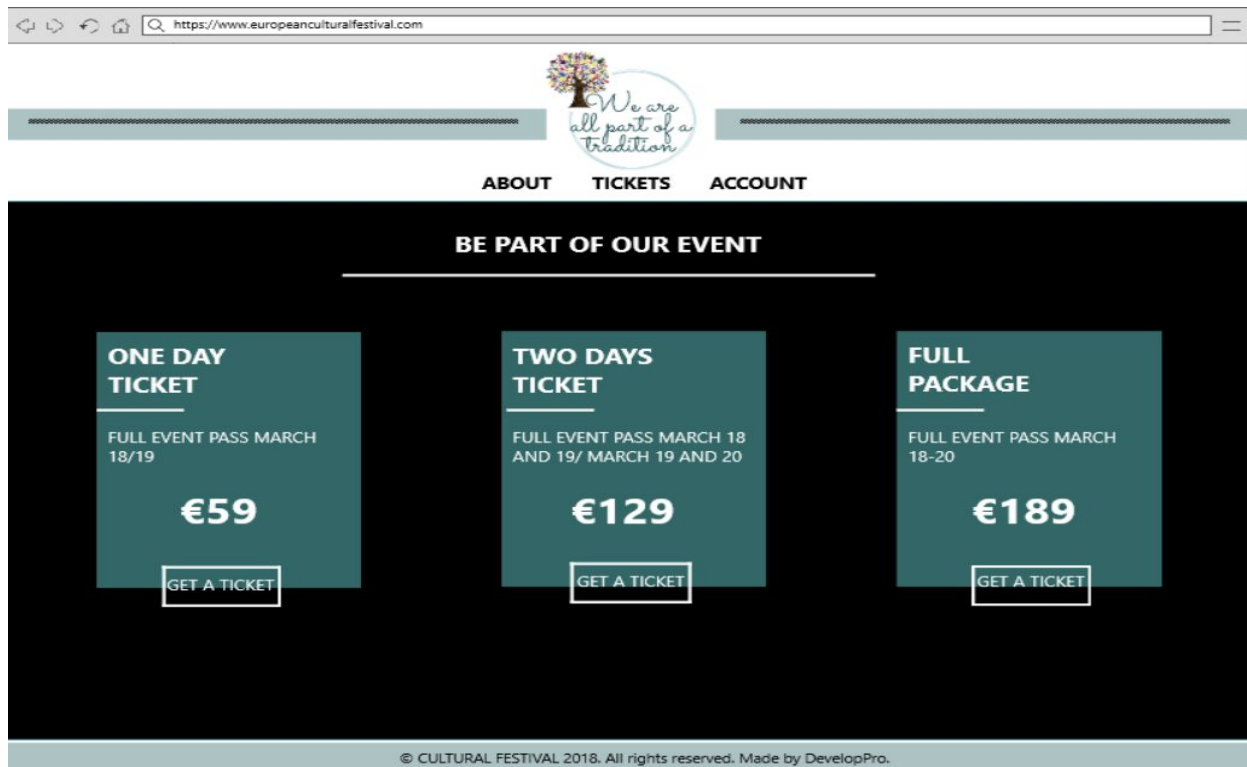 https://www.europeanculturalfestival.com
We are
all part of a
tradition
ABOUT TICKETS ACCOUNT
BE PART OF OUR EVENT
ONE DAY
TICKET
FULL EVENT PASS MARCH
18/19
€59
GET A TICKET
TWO DAYS
TICKET
FULL EVENT PASS MARCH 18
AND 19/ MARCH 19 AND 20
€129
GET A TICKET
FULL
PACKAGE
FULL EVENT PASS MARCH
18-20
€189
GET A TICKET
© CULTURAL FESTIVAL 2018. All rights reserved. Made by DevelopPro.